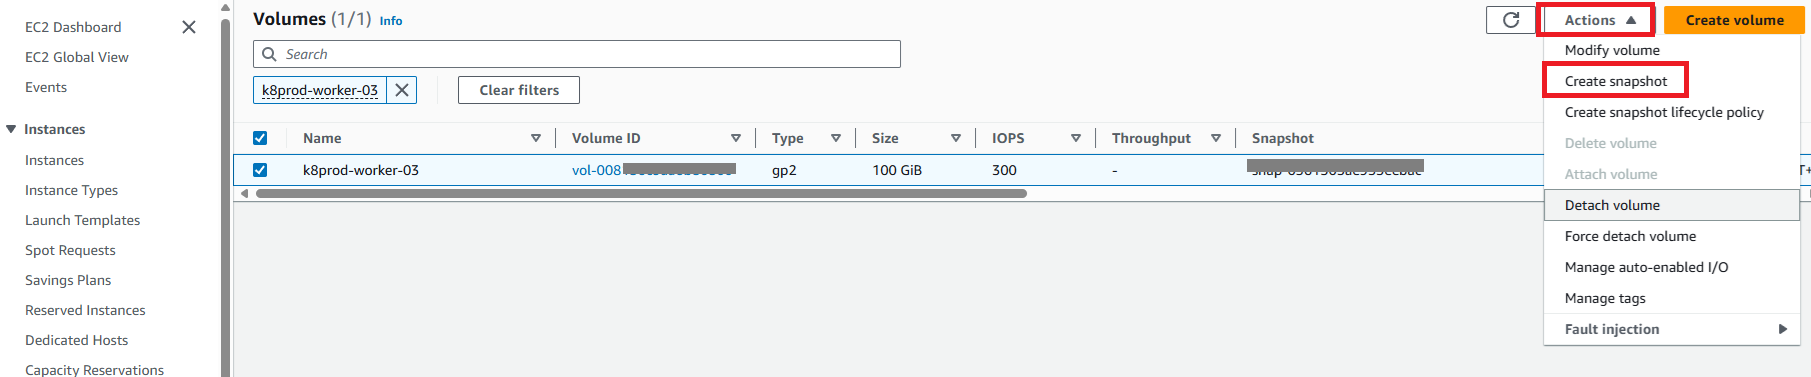 EC2 Dashboard
EC2 Global View
Events
Instances
Instances
Instance Types
Launch Templates
Spot Requests
Savings Plans
Reserved Instances
Dedicated Hosts
Capacity Reservations
Volumes (1/1) Info
Search
k8prod-worker-03 Clear filters
Name Volume ID Type Size IOPS Throughput Snapshot
k8prod-worker-03 vol-008 gp2 100 GiB 300 -
Actions Create volume
Modify volume
Create snapshot
Create snapshot lifecycle policy
Delete volume
Attach volume
Detach volume
Force detach volume
Manage auto-enabled I/O
Manage tags
Fault injection